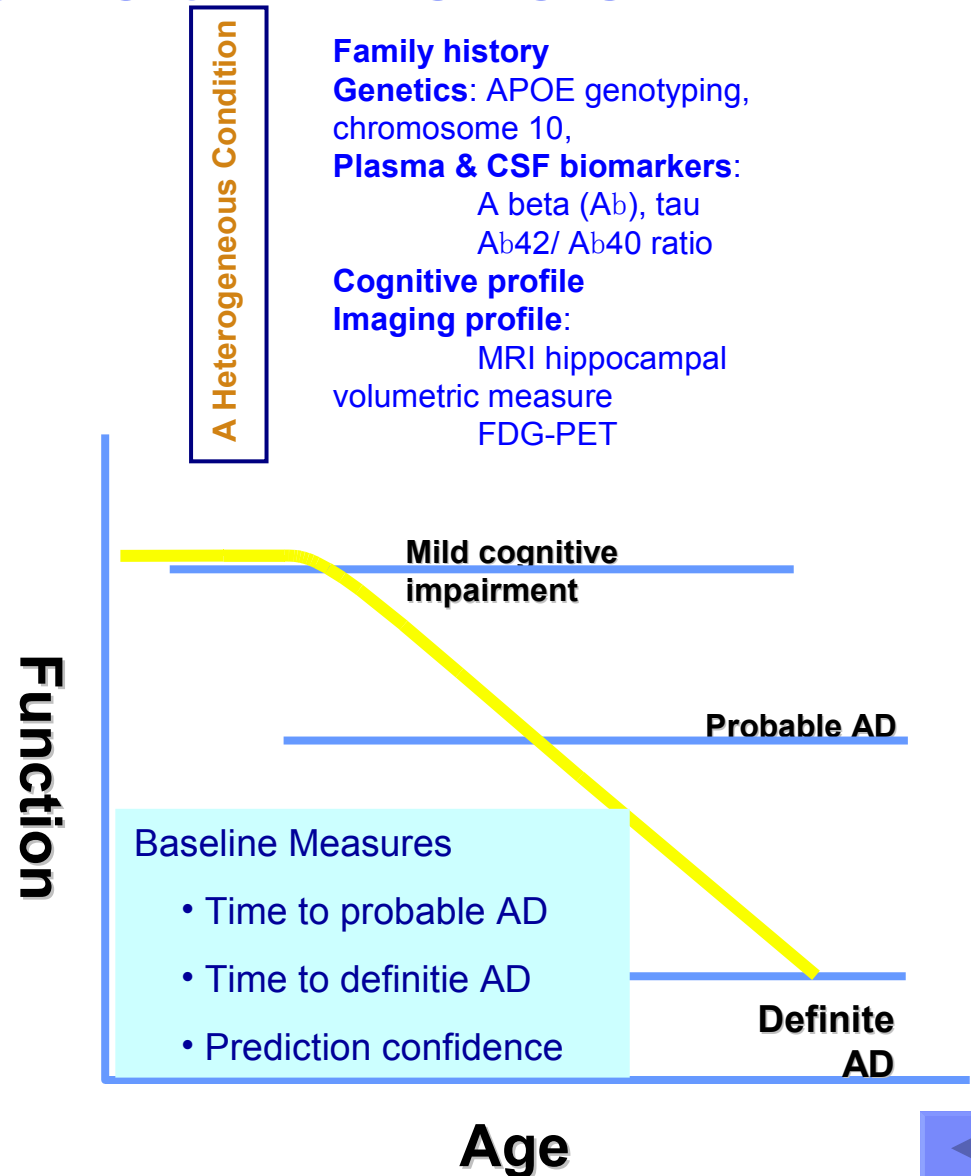 A Heterogeneous Condition
Family history
Genetics: APOE genotyping,
chromosome 10,
Plasma & CSF biomarkers:
A beta (Ab), tau
Ab42/ Ab40 ratio
Cognitive profile
Imaging profile:
MRI hippocampal
volumetric measure
FDG-PET
Mild cognitive
impairment
Probable AD
Function
Baseline Measures
• Time to probable AD
• Time to definitie AD
• Prediction confidence
Definite
AD
Age